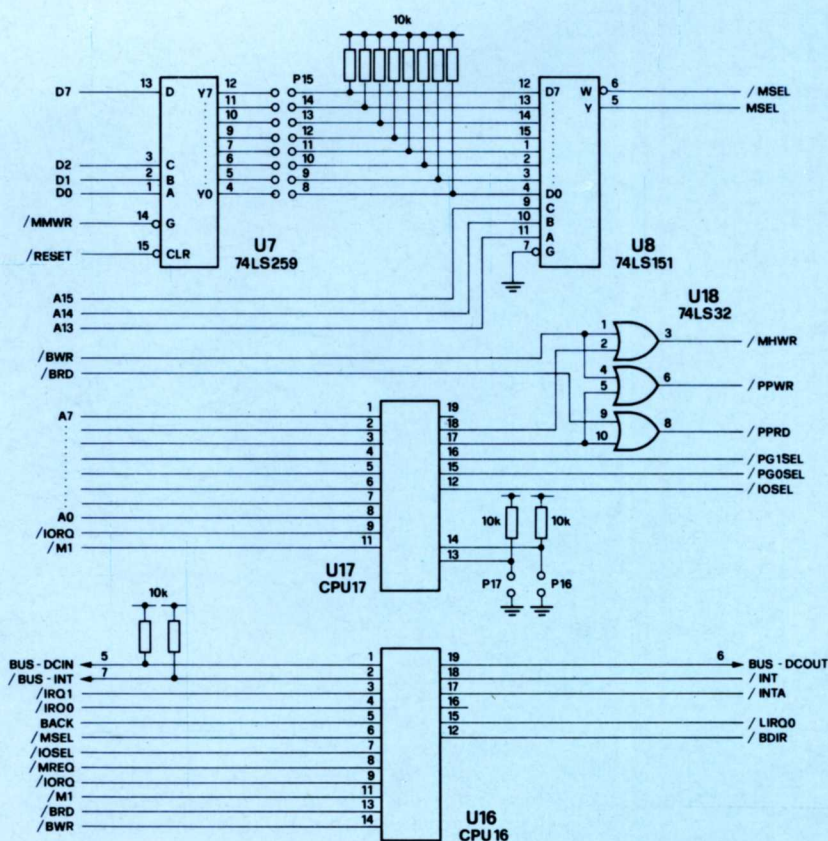 10k
D7 13 D Y7 12 P15 12 D7 W 6 /MSEL
11 14 13 Y 5 MSEL
10 13 14
9 12 15
7 11 1
D2 3 C 6 10 2
D1 2 B 5 9 3
D0 1 A Y0 4 8 4 D0
9 C
/MMWR 14 G 10 B
11 A
/RESET 15 CLR U7 7 G U8
74LS259 74LS151
A15 U18
A14 74LS32
A13
1 3 /MHWR
/BWR 2
/BRD 4 6 /PPWR
5
A7 1 19 9 8 /PPRD
2 18 10
3 17
4 16 /PG1SEL
5 15 /PG0SEL
6 12 /IOSEL
7
A0 8
/IORQ 9 10k 10k
/M1 11 14
13
U17 P17 P16
CPU17
10k
BUS-DCIN 5 1 19 6 BUS-DCOUT
/BUS-INT 7 2 18 /INT
/IRQ1 3 17 /INTA
/IRQ0 4 16
BACK 5 15 /LIRQ0
/MSEL 6 12 /BDIR
/IOSEL 7
/MREQ 8
/IORQ 9
/M1 11
/BRD 13 U16
/BWR 14 CPU16